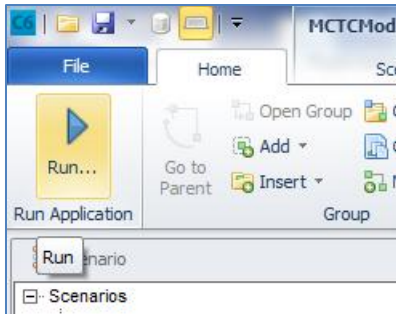 C6
MCTCMod
File
Home
Sc
Run...
Go to
Parent
Open Group
Add
Insert
Run Application
Group
Run
enario
Scenarios